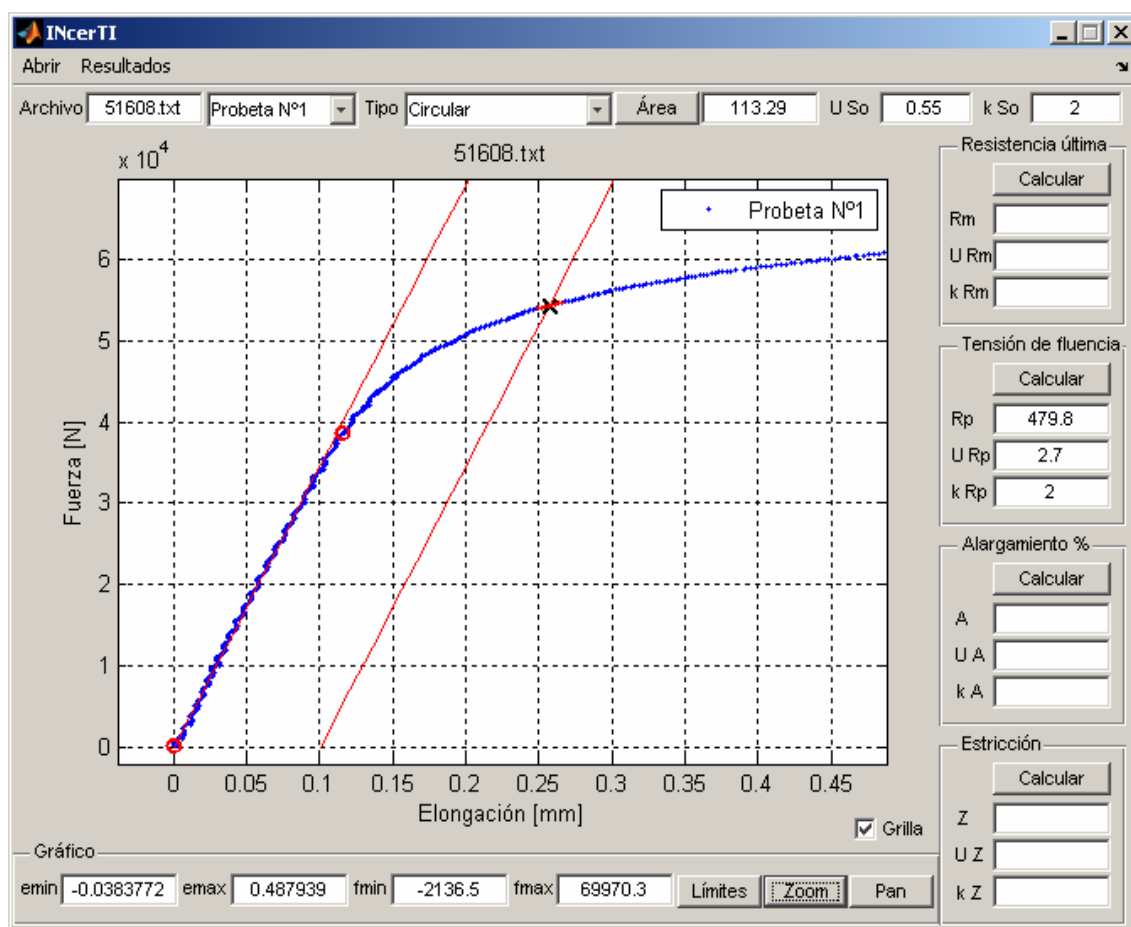 INcerTI
Abrir Resultados
Archivo 51608.txt Probeta Nº1 Tipo Circular Área 113.29 U So 0.55 k So 2
x 10^4
51608.txt
Probeta Nº1
6
5
4
3
2
1
0
Fuerza [N]
0 0.05 0.1 0.15 0.2 0.25 0.3 0.35 0.4 0.45
Elongación [mm]
Grilla
Resistencia última
Calcular
Rm
U Rm
k Rm
Tensión de fluencia
Calcular
Rp 479.8
U Rp 2.7
k Rp 2
Alargamiento %
Calcular
A
U A
k A
Estricción
Calcular
Z
U Z
k Z
Gráfico
emin -0.0383772 emax 0.487939 fmin -2136.5 fmax 69970.3 Límites Zoom Pan